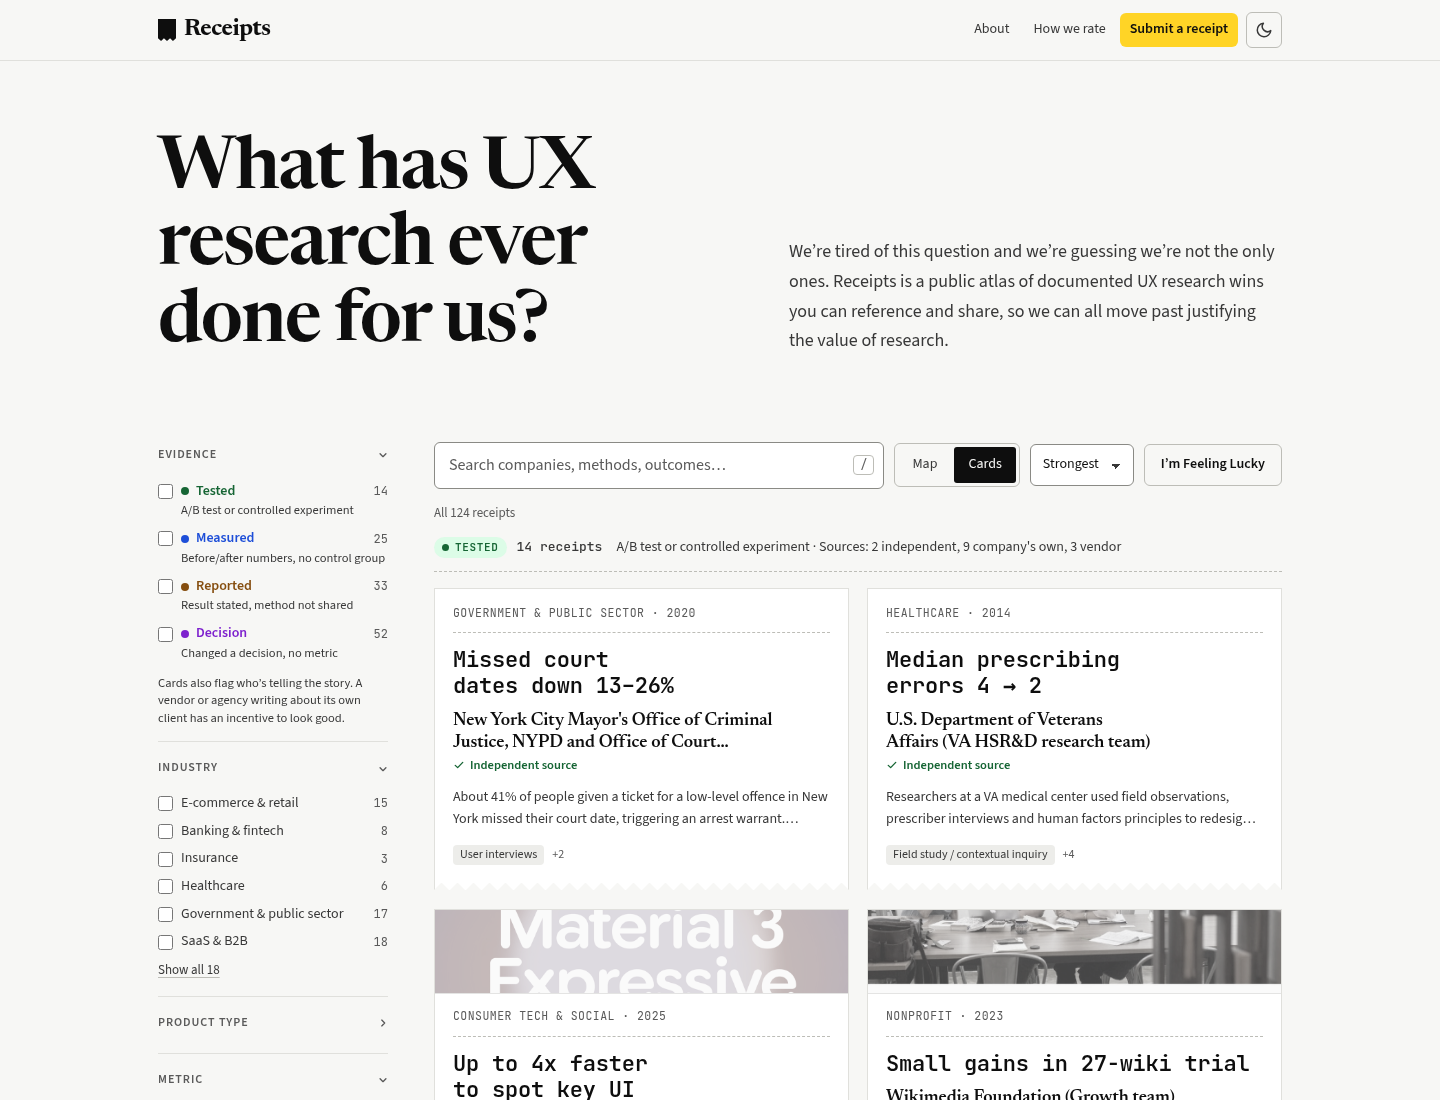 Receipts
About
How we rate
Submit a receipt
What has UX
research ever
done for us?
We’re tired of this question and we’re guessing we’re not the only
ones. Receipts is a public atlas of documented UX research wins
you can reference and share, so we can all move past justifying
the value of research.
EVIDENCE
Tested 14
A/B test or controlled experiment
Measured 25
Before/after numbers, no control group
Reported 33
Result stated, method not shared
Decision 52
Changed a decision, no metric
Cards also flag who’s telling the story. A
vendor or agency writing about its own
client has an incentive to look good.
INDUSTRY
E-commerce & retail 15
Banking & fintech 8
Insurance 3
Healthcare 6
Government & public sector 17
SaaS & B2B 18
Show all 18
PRODUCT TYPE
METRIC
Search companies, methods, outcomes… /
Map
Cards
Strongest
I’m Feeling Lucky
All 124 receipts
TESTED 14 receipts A/B test or controlled experiment · Sources: 2 independent, 9 company's own, 3 vendor
GOVERNMENT & PUBLIC SECTOR · 2020
Missed court
dates down 13–26%
New York City Mayor's Office of Criminal
Justice, NYPD and Office of Court…
Independent source
About 41% of people given a ticket for a low-level offence in New
York missed their court date, triggering an arrest warrant.…
User interviews +2
HEALTHCARE · 2014
Median prescribing
errors 4 → 2
U.S. Department of Veterans
Affairs (VA HSR&D research team)
Independent source
Researchers at a VA medical center used field observations,
prescriber interviews and human factors principles to redesig…
Field study / contextual inquiry +4
Material 3
Expressive
CONSUMER TECH & SOCIAL · 2025
Up to 4x faster
to spot key UI
NONPROFIT · 2023
Small gains in 27-wiki trial
Wikimedia Foundation (Growth team)